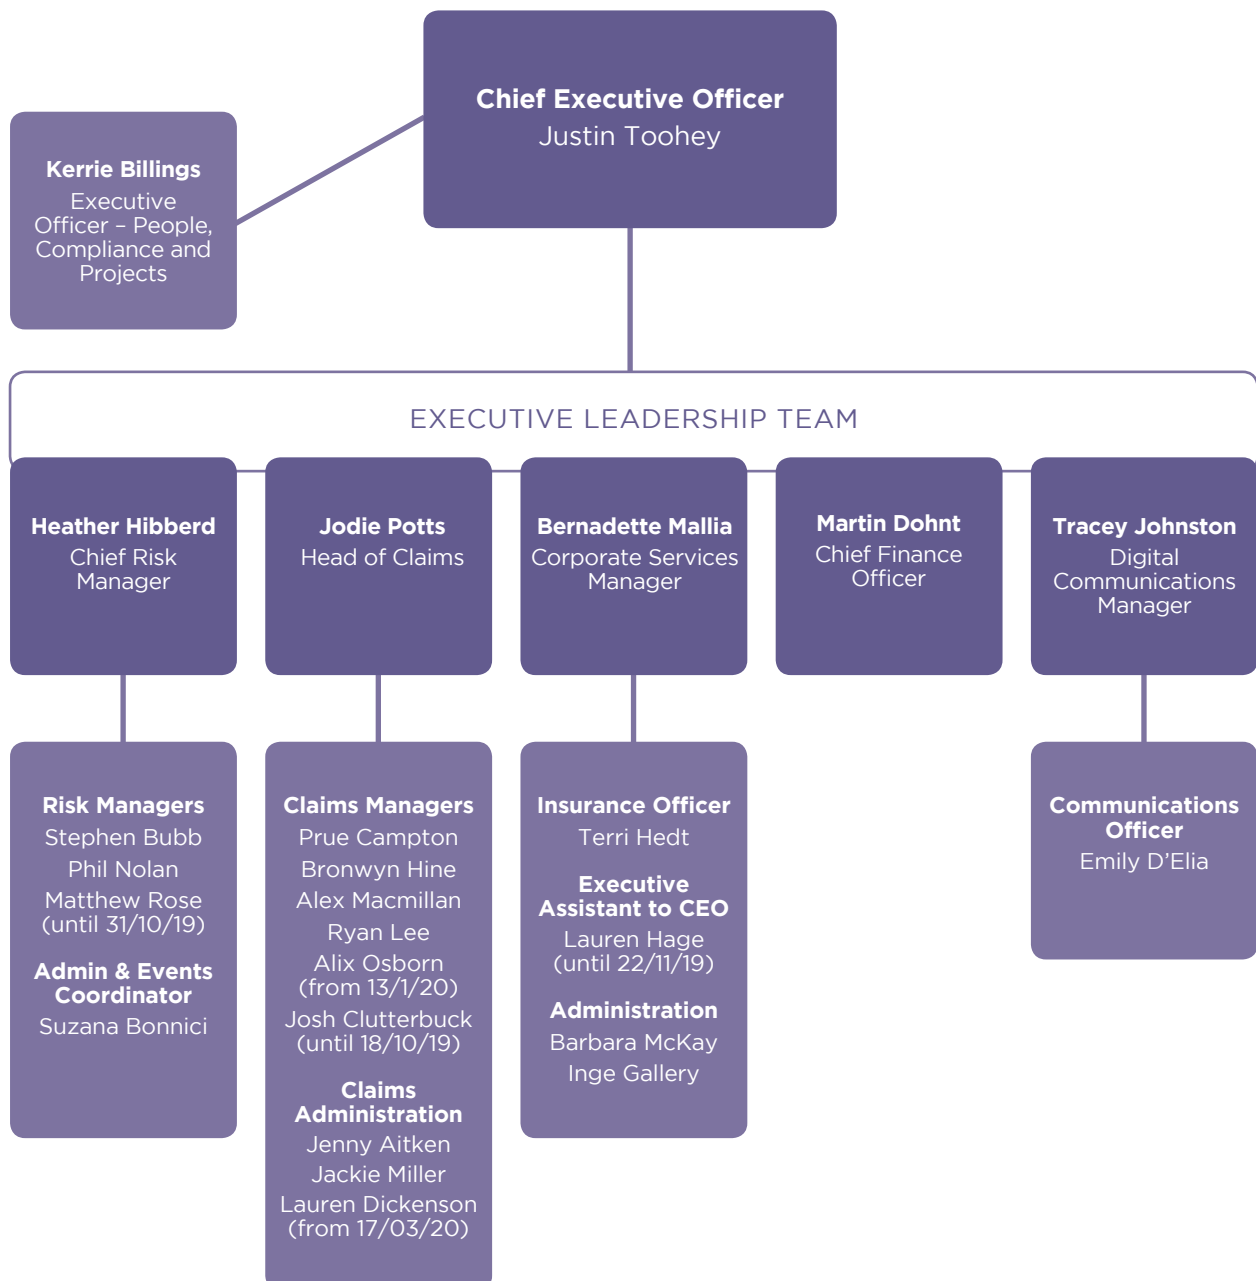 Chief Executive Officer
Justin Toohey
Kerrie Billings
Executive
Officer – People,
Compliance and
Projects
EXECUTIVE LEADERSHIP TEAM
Heather Hibberd
Chief Risk
Manager
Jodie Potts
Head of Claims
Bernadette Mallia
Corporate Services
Manager
Martin Dohnt
Chief Finance
Officer
Tracey Johnston
Digital
Communications
Manager
Risk Managers
Stephen Bubb
Phil Nolan
Matthew Rose
(until 31/10/19)
Admin & Events
Coordinator
Suzana Bonnici
Claims Managers
Prue Campton
Bronwyn Hine
Alex Macmillan
Ryan Lee
Alix Osborn
(from 13/1/20)
Josh Clutterbuck
(until 18/10/19)
Claims
Administration
Jenny Aitken
Jackie Miller
Lauren Dickenson
(from 17/03/20)
Insurance Officer
Terri Hedt
Executive
Assistant to CEO
Lauren Hage
(until 22/11/19)
Administration
Barbara McKay
Inge Gallery
Communications
Officer
Emily D’Elia